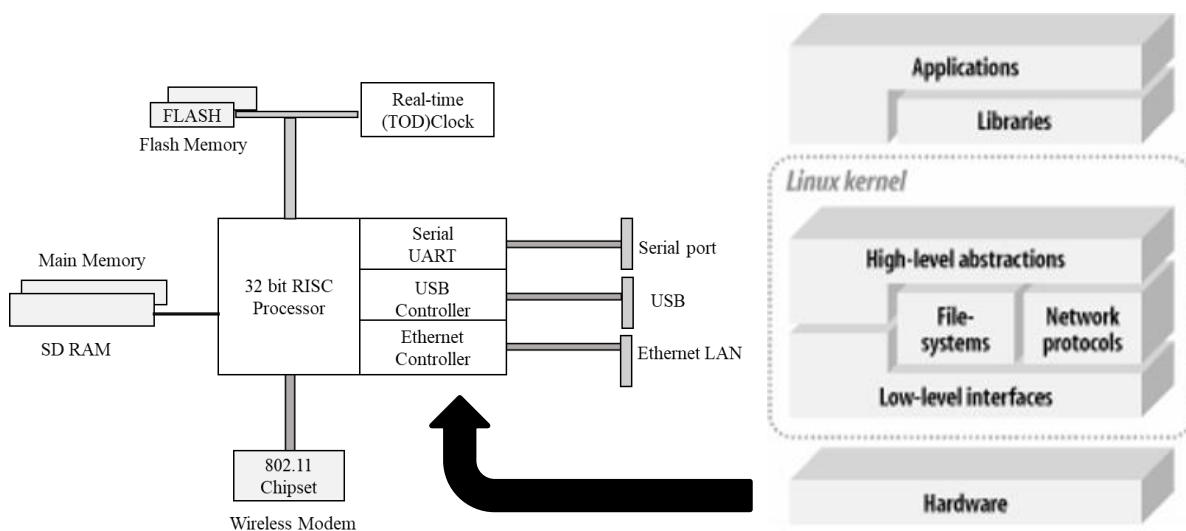 FLASH
Flash Memory
Real-time
(TOD)Clock
Main Memory
SD RAM
32 bit RISC
Processor
Serial
UART
USB
Controller
Ethernet
Controller
Serial port
USB
Ethernet LAN
802.11
Chipset
Wireless Modem
Applications
Libraries
Linux kernel
High-level abstractions
File-
systems
Network
protocols
Low-level interfaces
Hardware